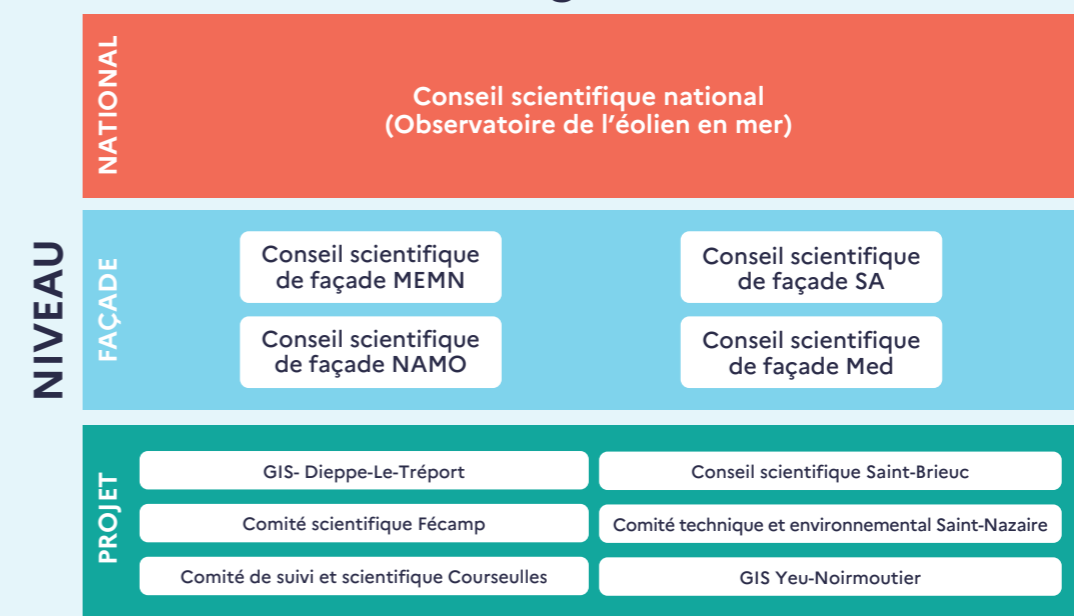 NIVEAU
NATIONAL
Conseil scientifique national
(Observatoire de l'éolien en mer)
FAÇADE
Conseil scientifique
de façade MEMN
Conseil scientifique
de façade SA
Conseil scientifique
de façade NAMO
Conseil scientifique
de façade Med
PROJET
GIS- Dieppe-Le-Tréport
Conseil scientifique Saint-Brieuc
Comité scientifique Fécamp
Comité technique et environnemental Saint-Nazaire
Comité de suivi et scientifique Courseulles
GIS Yeu-Noirmoutier